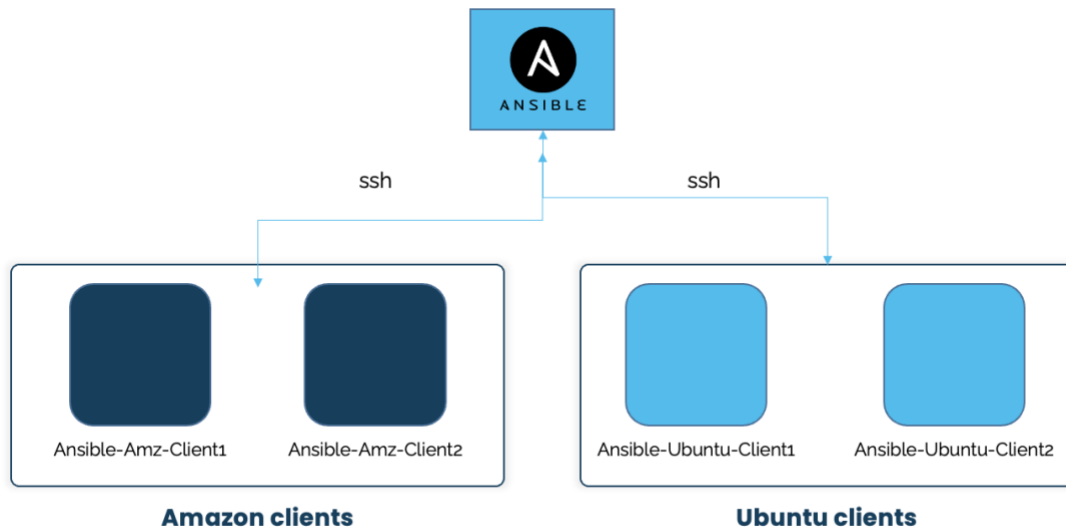 ANSIBLE
ssh
ssh
Ansible-Amz-Client1
Ansible-Amz-Client2
Ansible-Ubuntu-Client1
Ansible-Ubuntu-Client2
Amazon clients
Ubuntu clients